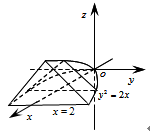 z
o
y
y² = 2x
x = 2
x